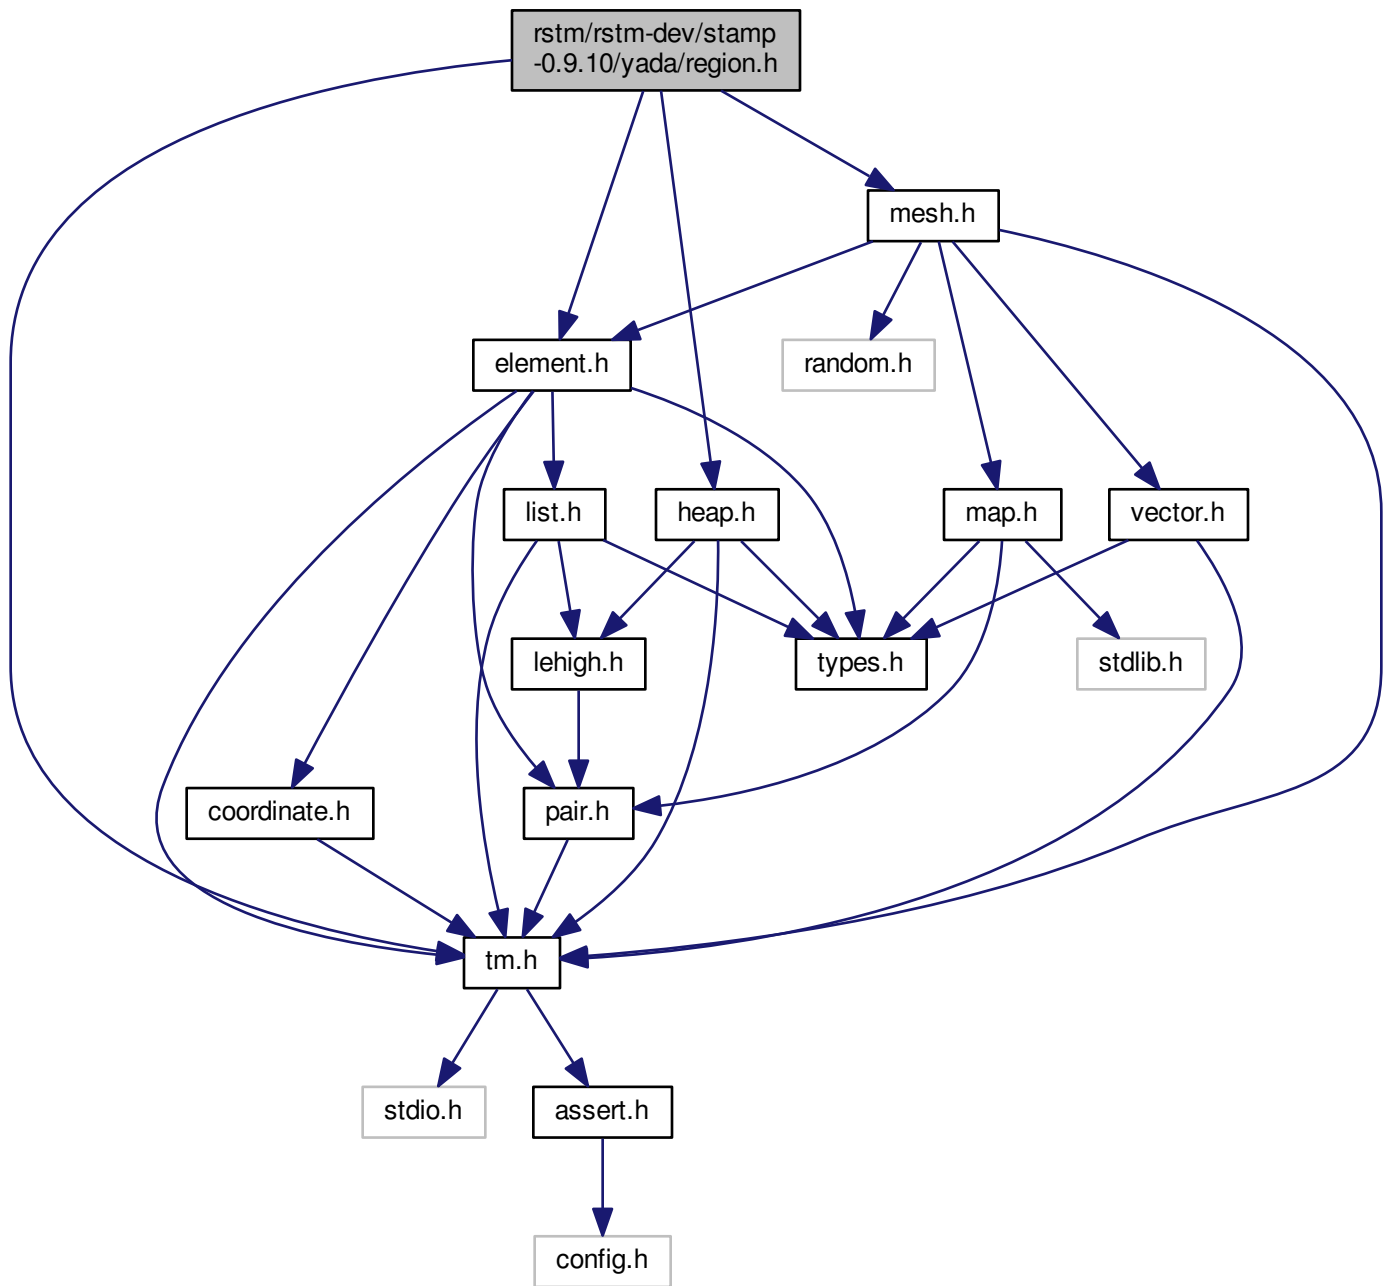 rstm/rstm-dev/stamp
-0.9.10/yada/region.h
mesh.h
element.h
random.h
list.h
heap.h
map.h
vector.h
lehigh.h
types.h
stdlib.h
coordinate.h
pair.h
tm.h
stdio.h
assert.h
config.h